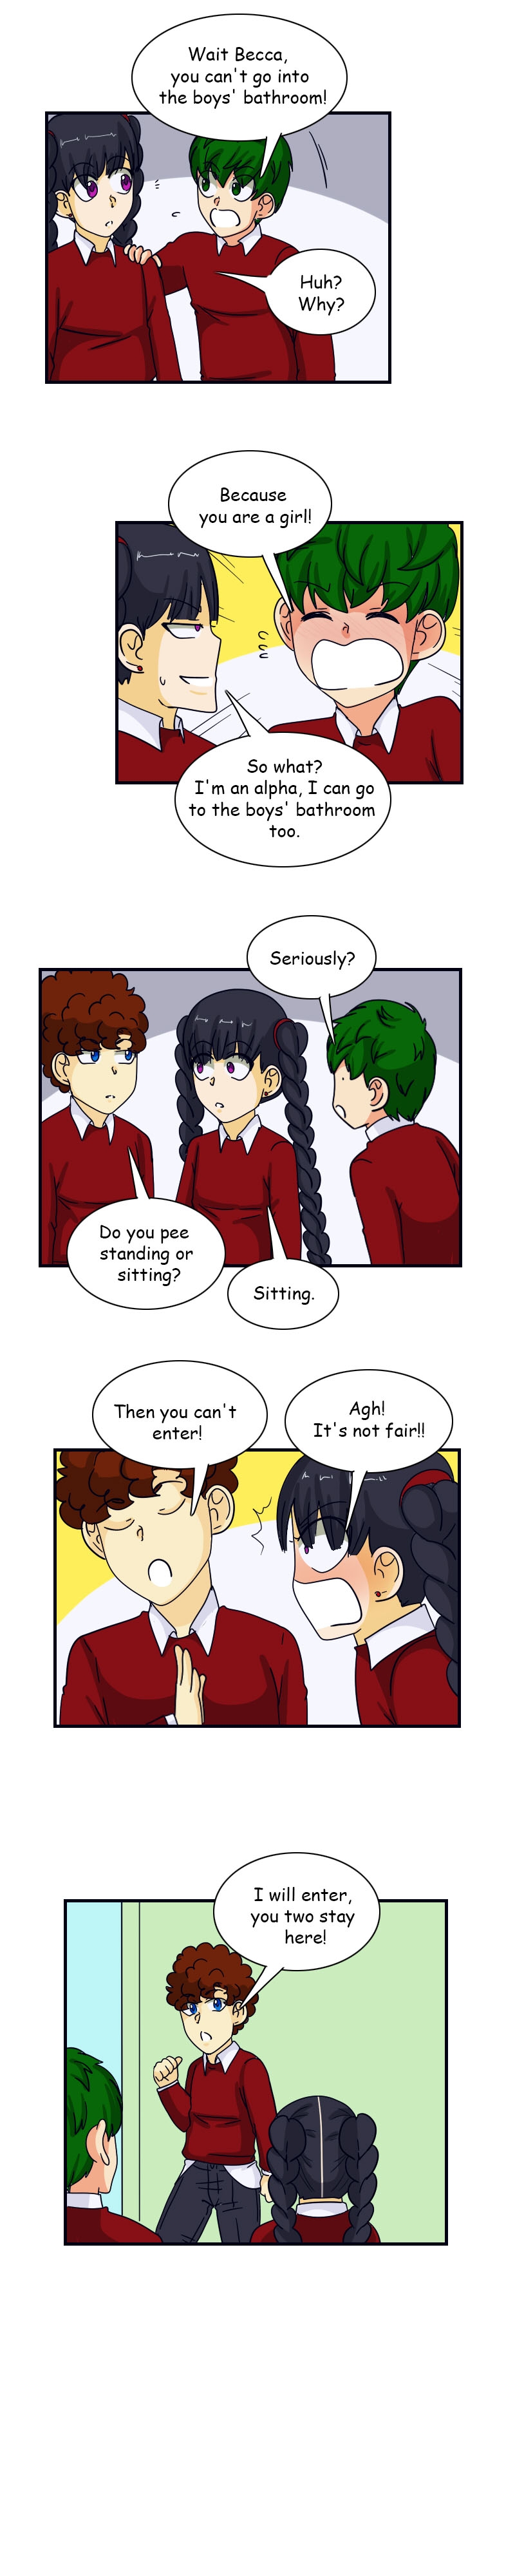 Wait Becca,
you can't go into
the boys' bathroom!
Huh?
Why?
Because
you are a girl!
So what?
I'm an alpha, I can go
to the boys' bathroom
too.
Seriously?
Do you pee
standing or
sitting?
Sitting.
Then you can't
enter!
Agh!
It's not fair!!
I will enter,
you two stay
here!